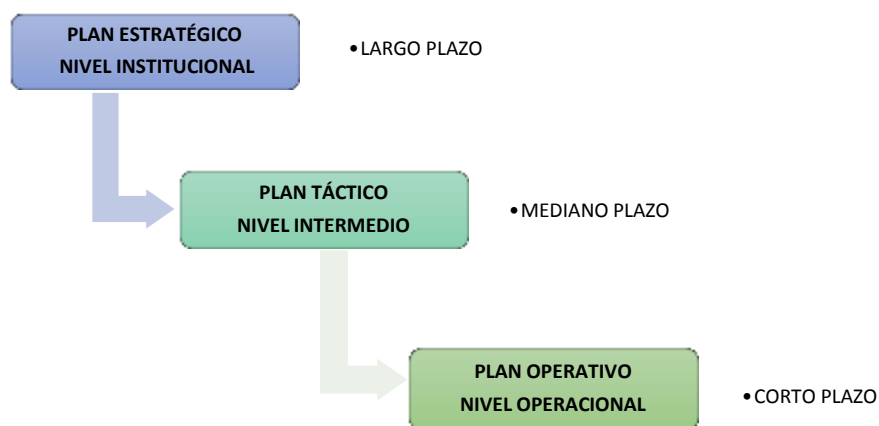 PLAN ESTRATÉGICO
NIVEL INSTITUCIONAL
•LARGO PLAZO
PLAN TÁCTICO
NIVEL INTERMEDIO
•MEDIANO PLAZO
PLAN OPERATIVO
NIVEL OPERACIONAL
•CORTO PLAZO